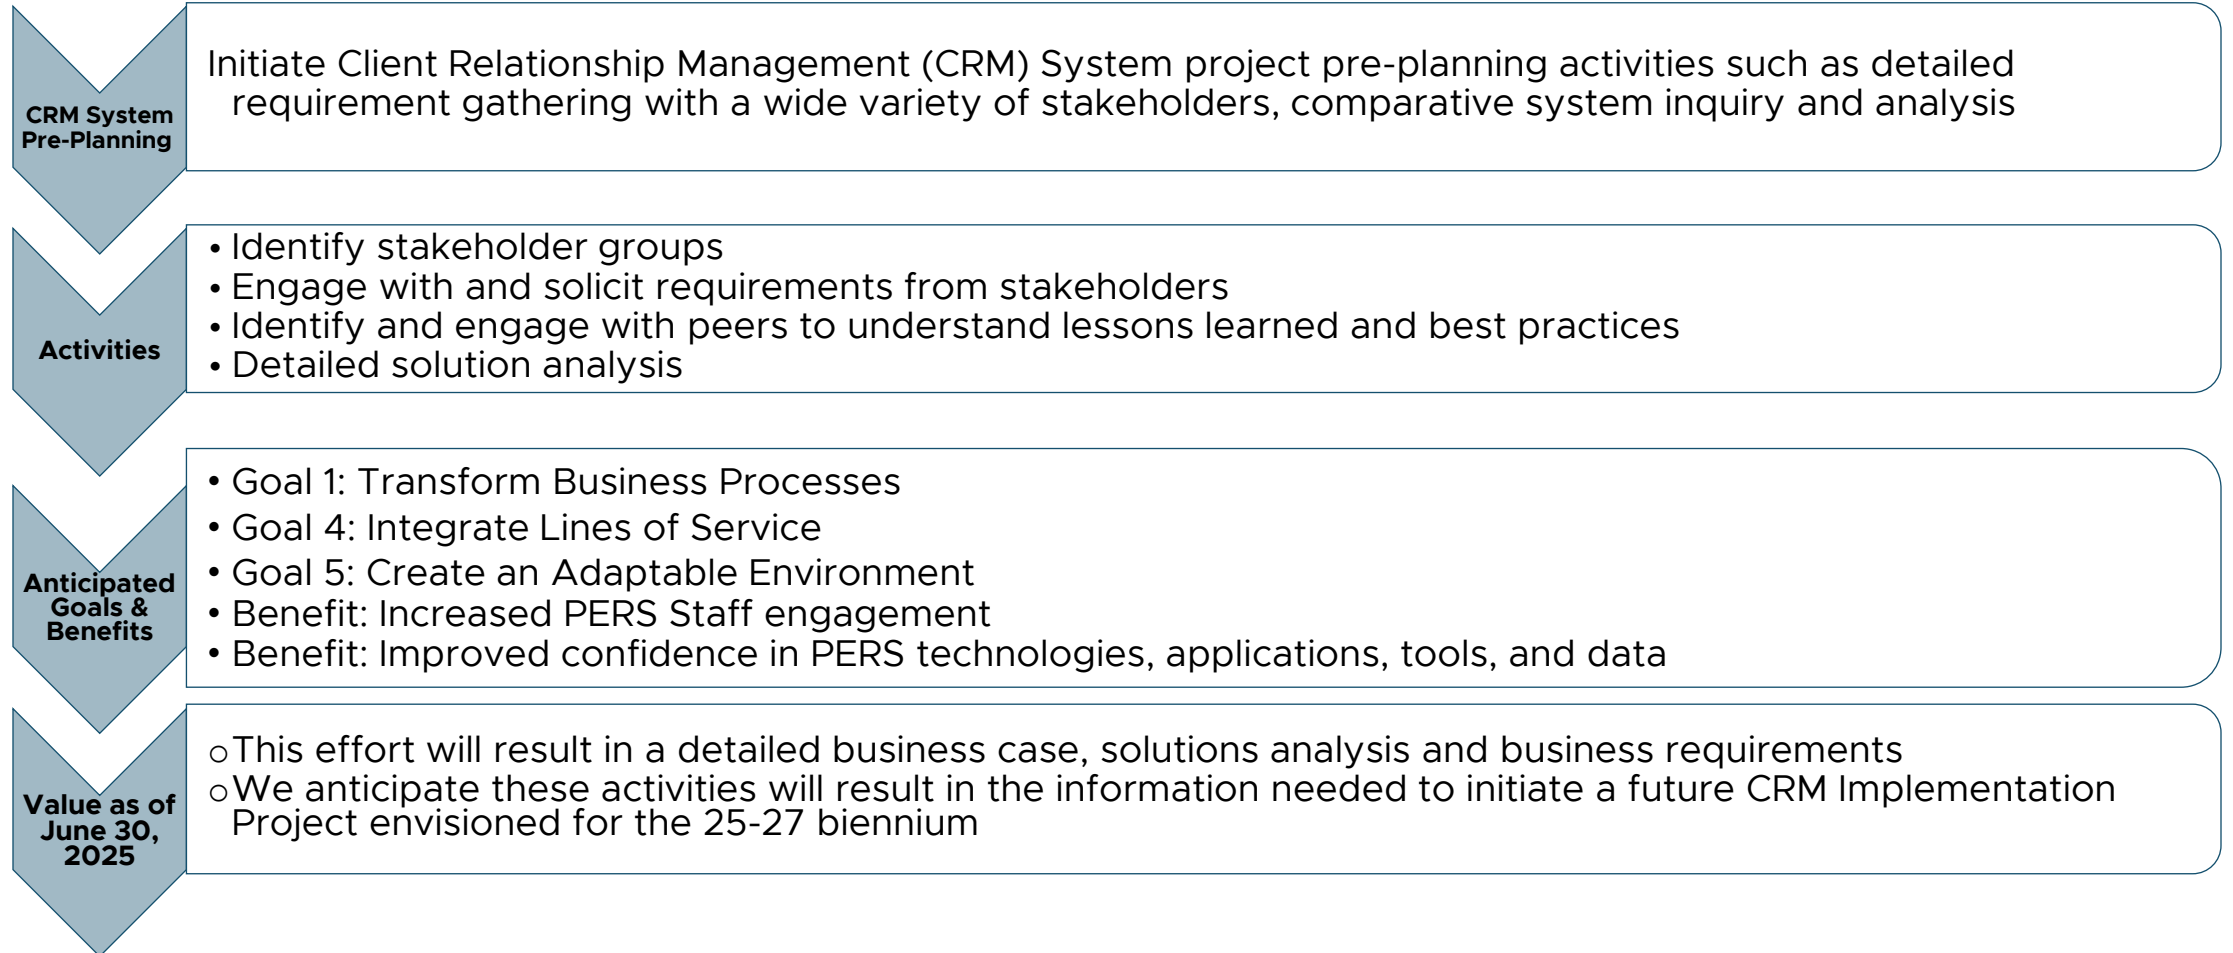 CRM System
Pre-Planning
Initiate Client Relationship Management (CRM) System project pre-planning activities such as detailed
requirement gathering with a wide variety of stakeholders, comparative system inquiry and analysis
Activities
• Identify stakeholder groups
• Engage with and solicit requirements from stakeholders
• Identify and engage with peers to understand lessons learned and best practices
• Detailed solution analysis
Anticipated
Goals &
Benefits
• Goal 1: Transform Business Processes
• Goal 4: Integrate Lines of Service
• Goal 5: Create an Adaptable Environment
• Benefit: Increased PERS Staff engagement
• Benefit: Improved confidence in PERS technologies, applications, tools, and data
Value as of
June 30,
2025
○This effort will result in a detailed business case, solutions analysis and business requirements
○We anticipate these activities will result in the information needed to initiate a future CRM Implementation
Project envisioned for the 25-27 biennium